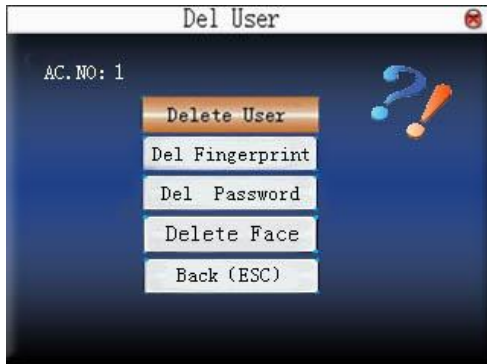 Del User
AC.NO: 1
Delete User
Del Fingerprint
Del Password
Delete Face
Back (ESC)